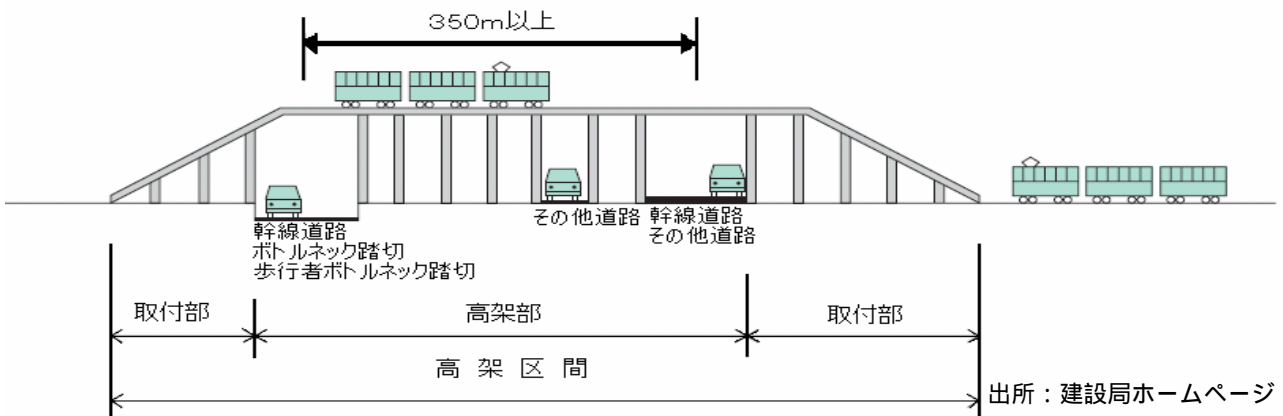 350m以上
幹線道路
ボトルネック踏切
歩行者ボトルネック踏切
その他道路
幹線道路
その他道路
取付部
高架部
取付部
高架区間
出所：建設局ホームページ